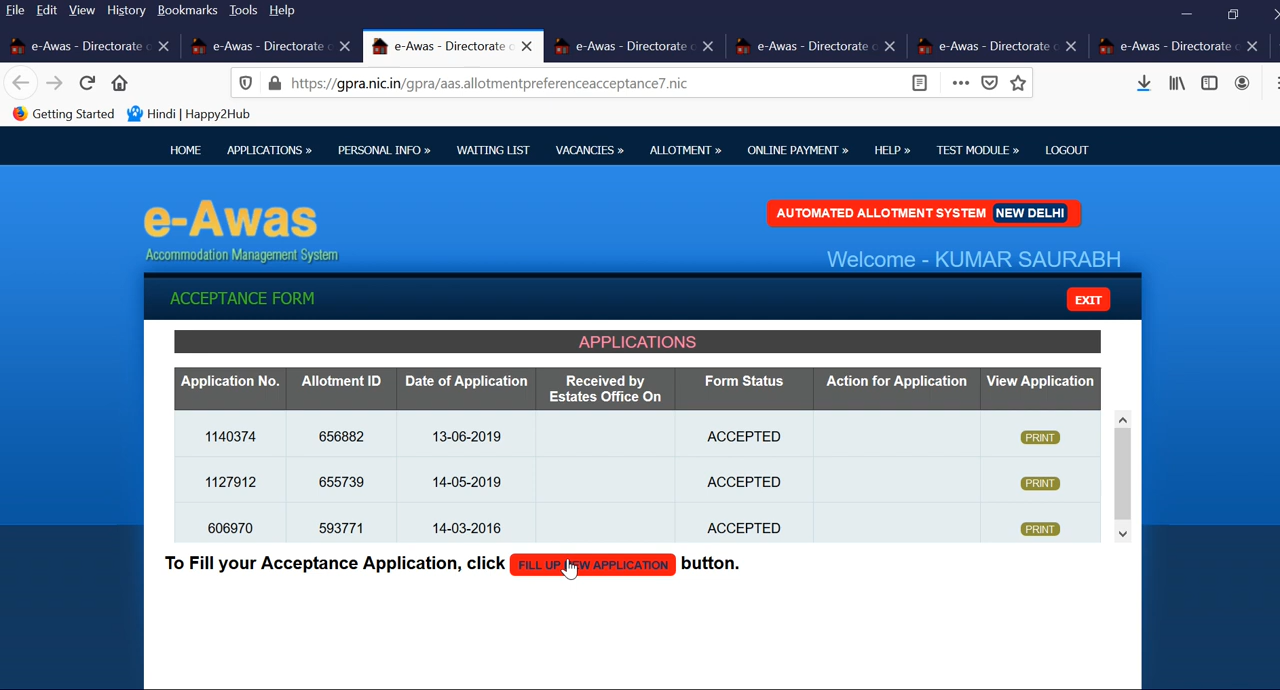 File Edit View History Bookmarks Tools Help
e-Awas - Directorate e-Awas - Directorate e-Awas - Directorate e-Awas - Directorate e-Awas - Directorate e-Awas - Directorate e-Awas - Directorate
https://gpra.nic.in/gpra/aas.allotmentpreferenceacceptance7.nic
Getting Started Hindi | Happy2Hub
HOME APPLICATIONS » PERSONAL INFO » WAITING LIST VACANCIES » ALLOTMENT » ONLINE PAYMENT » HELP » TEST MODULE » LOGOUT
e-Awas
AUTOMATED ALLOTMENT SYSTEM NEW DELHI
Accommodation Management System
Welcome - KUMAR SAURABH
ACCEPTANCE FORM EXIT
APPLICATIONS
Application No. Allotment ID Date of Application Received by Estates Office On Form Status Action for Application View Application
1140374 656882 13-06-2019 ACCEPTED PRINT
1127912 655739 14-05-2019 ACCEPTED PRINT
606970 593771 14-03-2016 ACCEPTED PRINT
To Fill your Acceptance Application, click FILL UP NEW APPLICATION button.